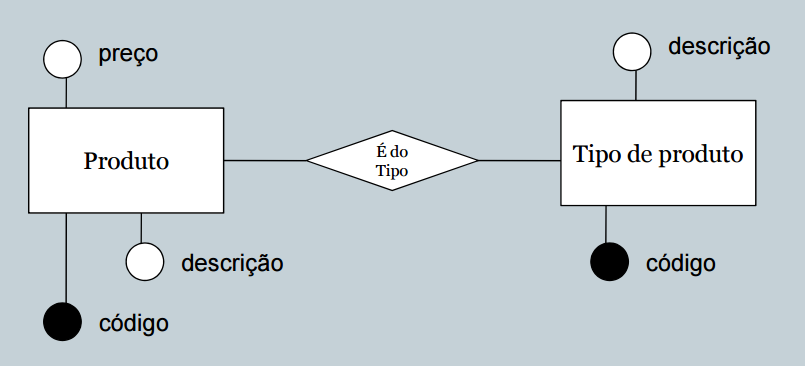 preço
descrição
Produto
É do
Tipo
Tipo de produto
descrição
código
código